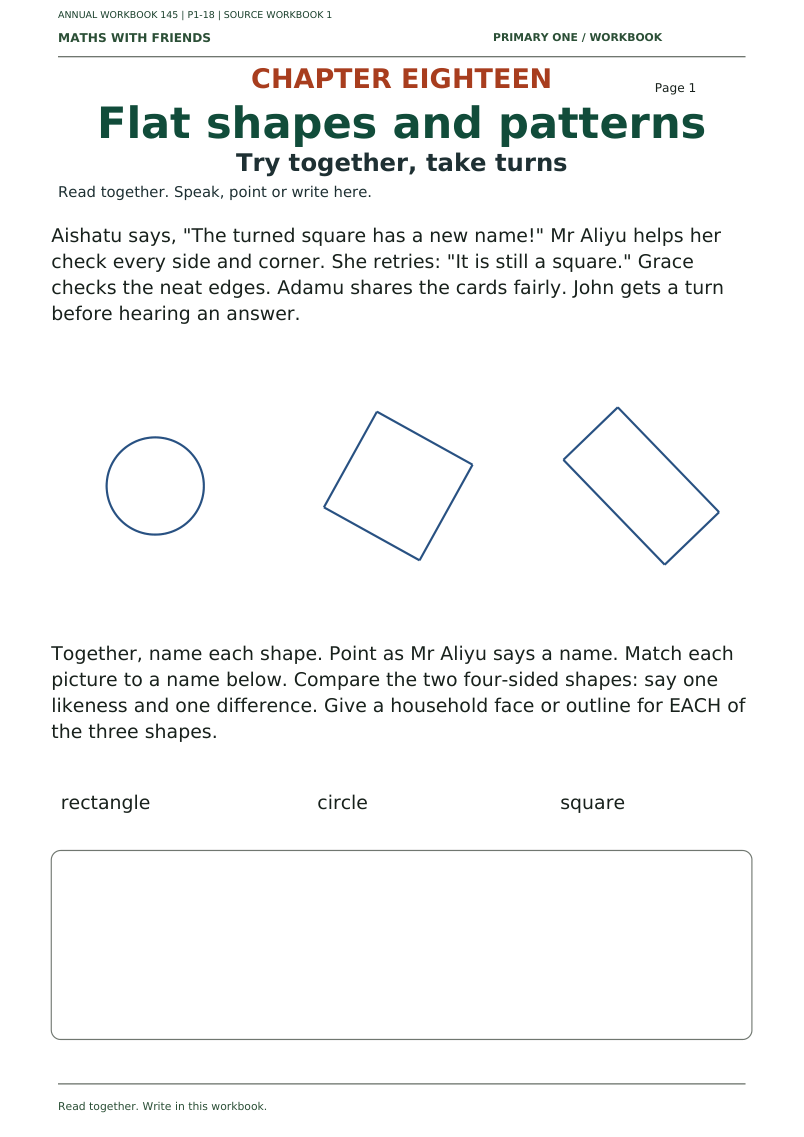 ANNUAL WORKBOOK 145 | P1-18 | SOURCE WORKBOOK 1
MATHS WITH FRIENDS
PRIMARY ONE / WORKBOOK
CHAPTER EIGHTEEN
Page 1
Flat shapes and patterns
Try together, take turns
Read together. Speak, point or write here.
Aishatu says, "The turned square has a new name!" Mr Aliyu helps her
check every side and corner. She retries: "It is still a square." Grace
checks the neat edges. Adamu shares the cards fairly. John gets a turn
before hearing an answer.
Together, name each shape. Point as Mr Aliyu says a name. Match each
picture to a name below. Compare the two four-sided shapes: say one
likeness and one difference. Give a household face or outline for EACH of
the three shapes.
rectangle
circle
square
Read together. Write in this workbook.